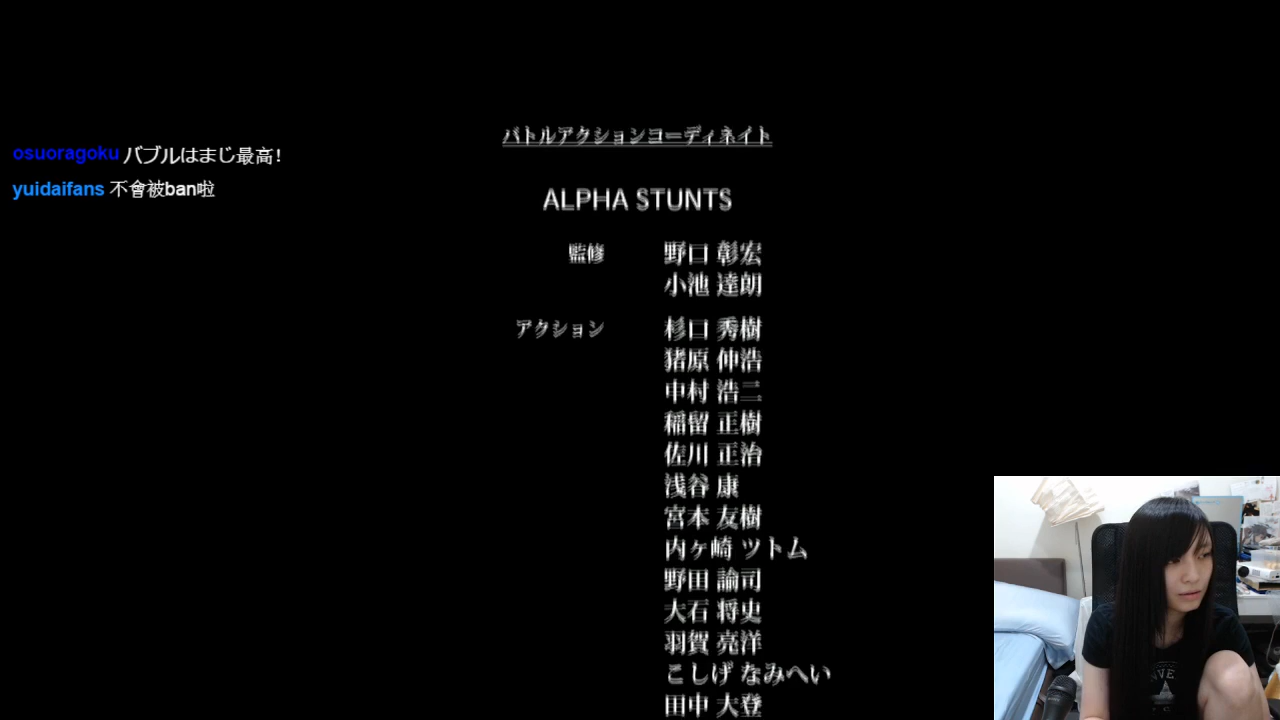 osuoragoku バブルはまじ最高!
yuidaifans 不會被ban啦
バトルアクションコーディネイト
ALPHA STUNTS
監修 野口 彰宏
小池 達朗
アクション 杉口 秀樹
猪原 仲浩
中村 浩二
稲留 正樹
佐川 正治
浅谷 康
宮本 友樹
内ヶ崎 ツトム
野田 諭司
大石 将史
羽賀 亮洋
こしげ なみへい
田中 大登